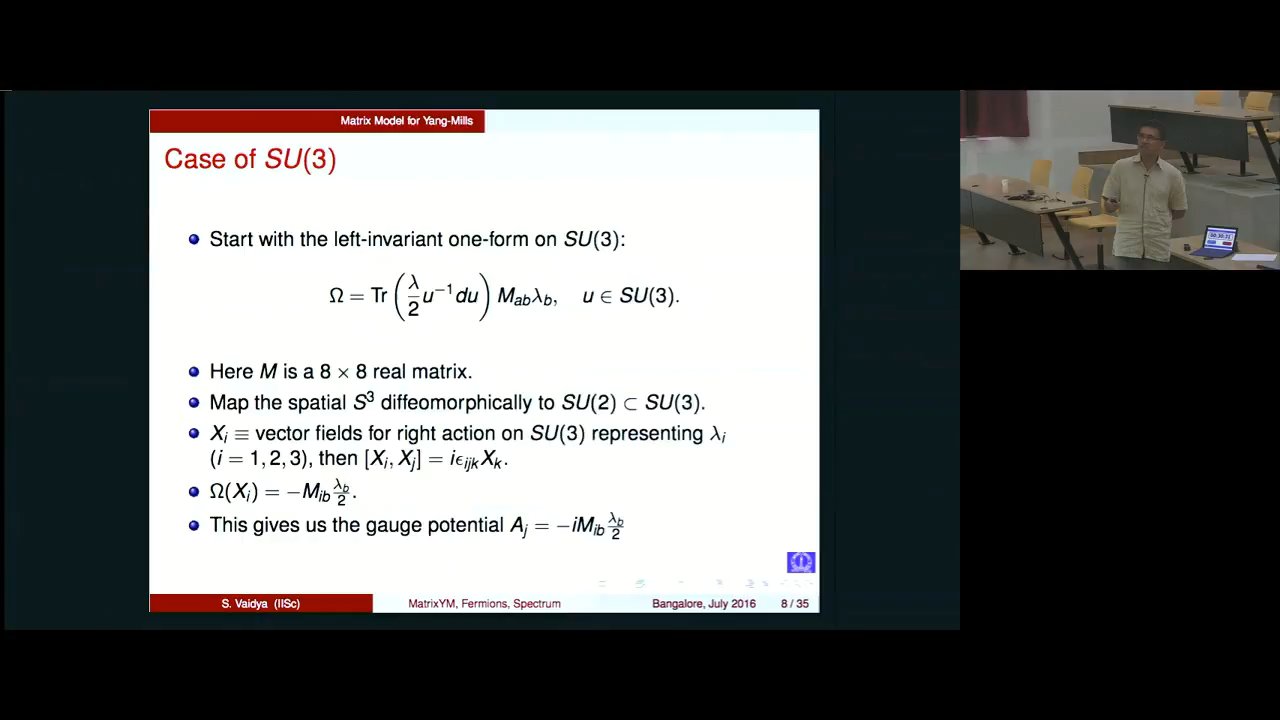 Matrix Model for Yang-Mills
Case of SU(3)
Start with the left-invariant one-form on SU(3):
Ω = Tr (λ/2 u⁻¹du) M_ab λ_b, u ∈ SU(3).
Here M is a 8 × 8 real matrix.
Map the spatial S³ diffeomorphically to SU(2) ⊂ SU(3).
X_i ≡ vector fields for right action on SU(3) representing λ_i
(i = 1, 2, 3), then [X_i, X_j] = iϵ_ijk X_k.
Ω(X_i) = −M_ib λ_b/2.
This gives us the gauge potential A_j = −iM_ib λ_b/2
S. Vaidya (IISc) MatrixYM, Fermions, Spectrum Bangalore, July 2016 8 / 35